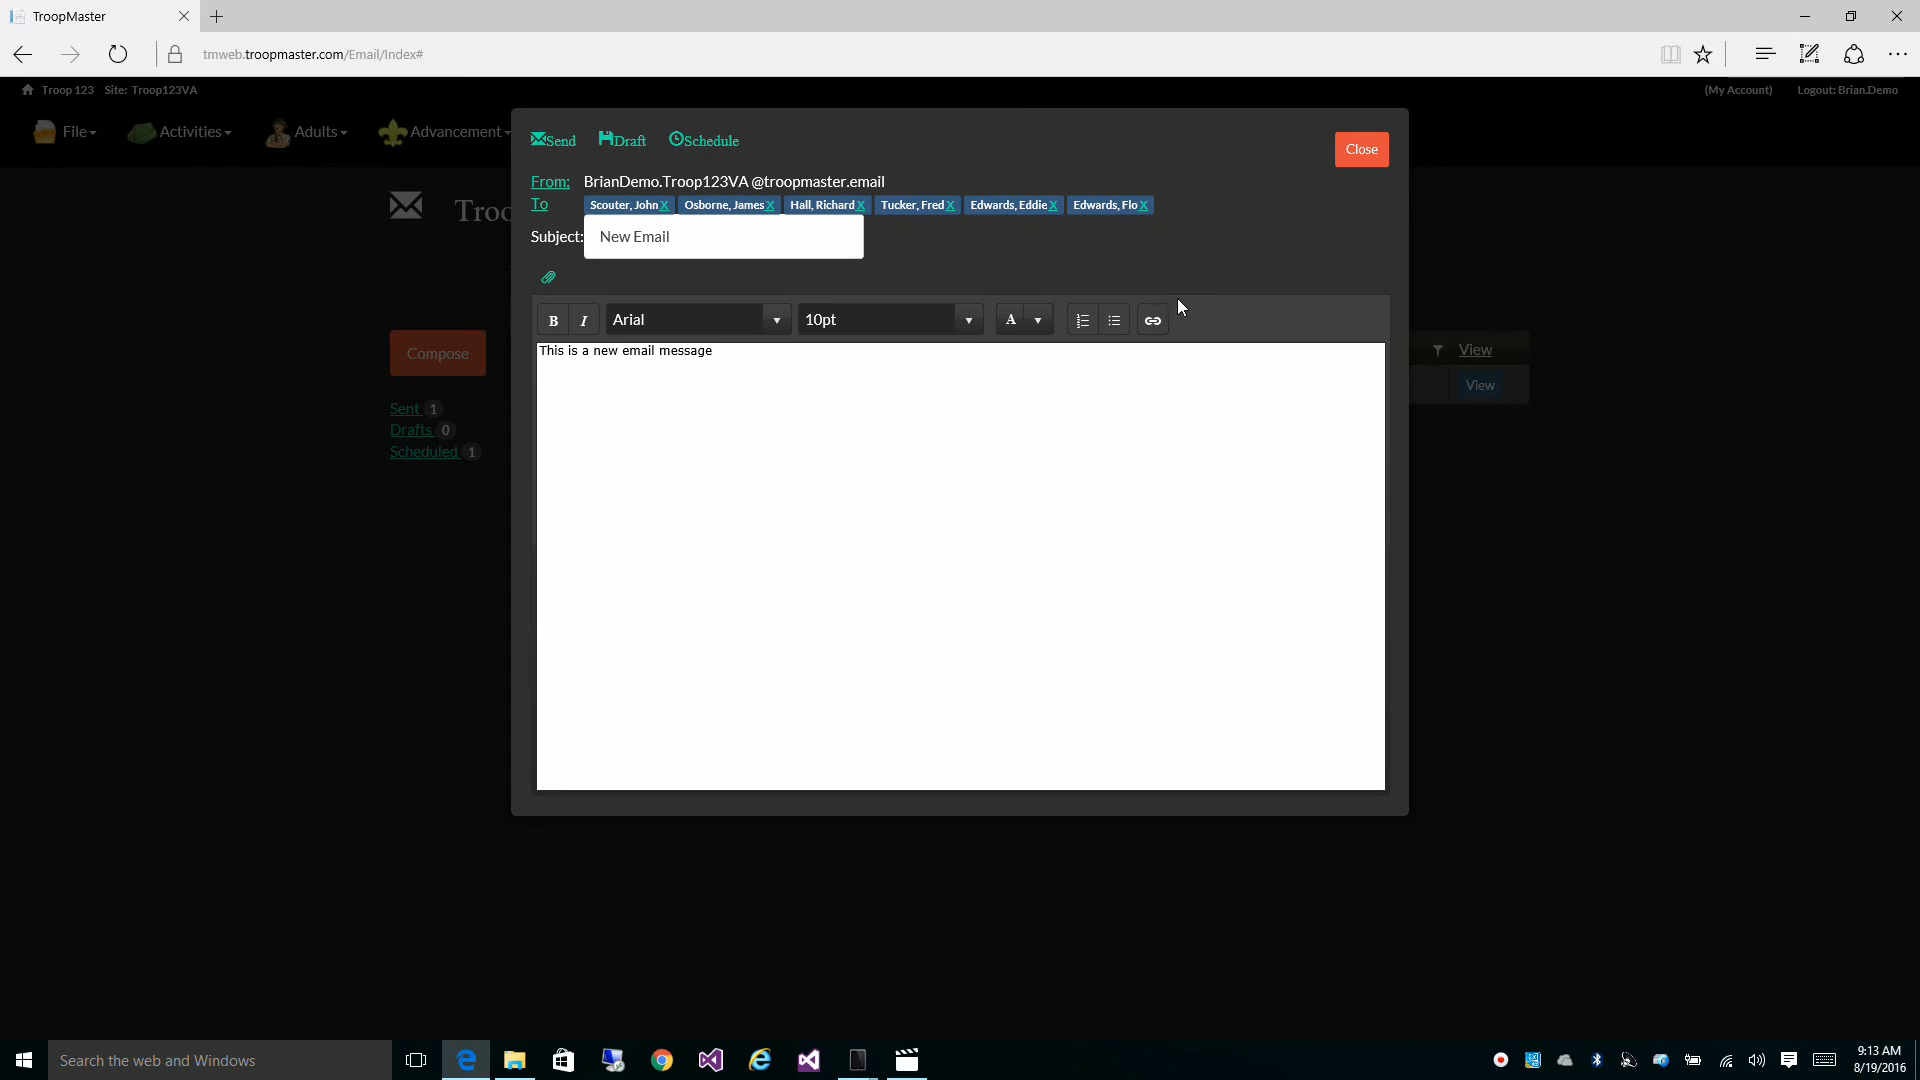 TroopMaster
tmweb.troopmaster.com/Email/Index#
Troop 123 Site: Troop123VA
(My Account) Logout: Brian.Demo
File Activities Adults Advancement
Send Draft Schedule
Close
From: BrianDemo.Troop123VA @troopmaster.email
To Scouter, John X Osborne, James X Hall, Richard X Tucker, Fred X Edwards, Eddie X Edwards, Flo X
Troo
Subject: New Email
B I Arial 10pt A
This is a new email message
Compose
View
View
Sent 1
Drafts 0
Scheduled 1
Search the web and Windows
9:13 AM
8/19/2016